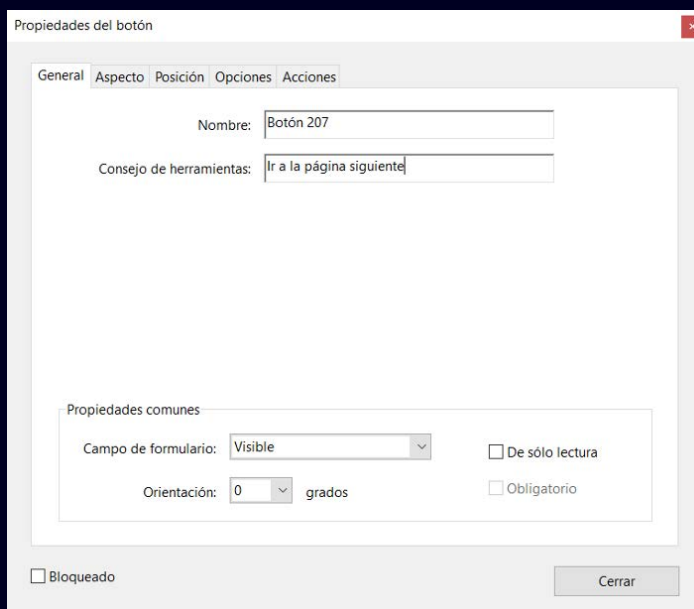 Propiedades del botón
General Aspecto Posición Opciones Acciones
Nombre: Botón 207
Consejo de herramientas: Ir a la página siguiente
Propiedades comunes
Campo de formulario: Visible
De sólo lectura
Orientación: 0 grados
Obligatorio
Bloqueado
Cerrar